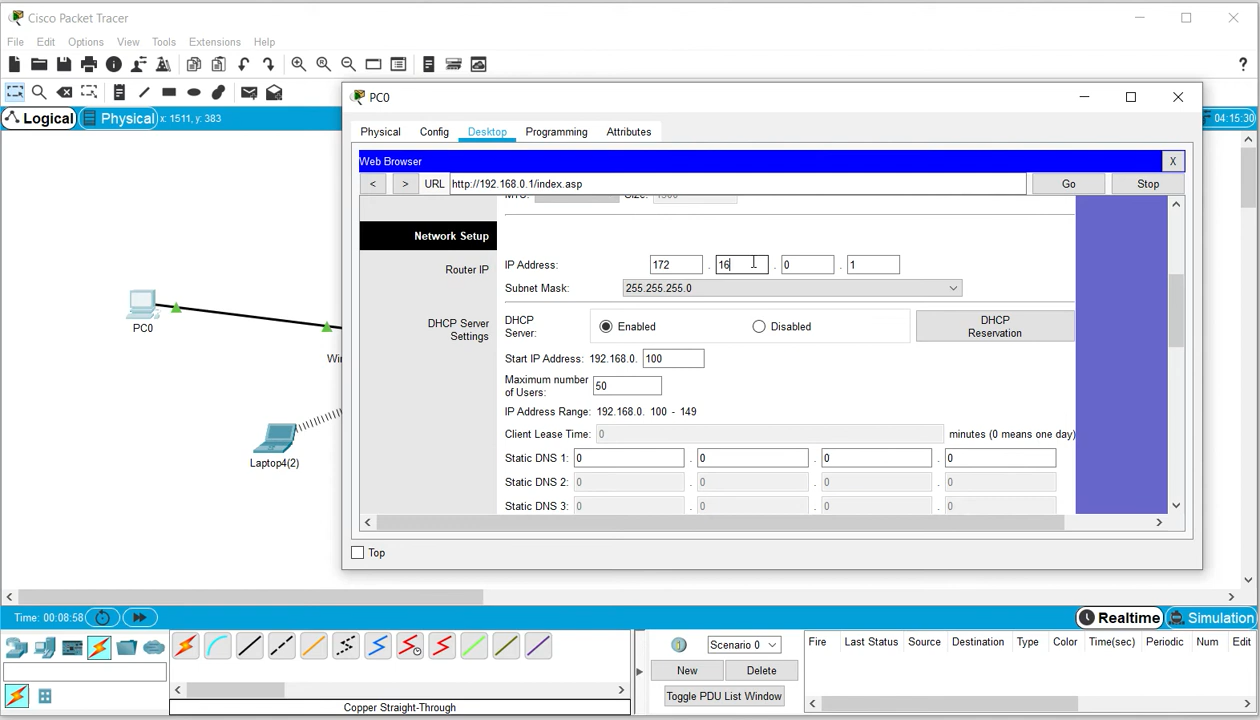 Cisco Packet Tracer
File Edit Options View Tools Extensions Help
?
Logical Physical x: 1511, y: 383 04:15:30
PC0
Physical Config Desktop Programming Attributes
Web Browser X
< > URL http://192.168.0.1/index.asp Go Stop
Size: 1500
Network Setup
Router IP
IP Address: 172 . 16 . 0 . 1
Subnet Mask: 255.255.255.0
DHCP Server Settings
DHCP Server: Enabled Disabled DHCP Reservation
Start IP Address: 192.168.0. 100
Maximum number of Users: 50
IP Address Range: 192.168.0. 100 - 149
Client Lease Time: 0 minutes (0 means one day)
Static DNS 1: 0 . 0 . 0 . 0
Static DNS 2: 0 . 0 . 0 . 0
Static DNS 3: 0 . 0 . 0 . 0
Top
PC0
Laptop4(2)
Time: 00:08:58 Realtime Simulation
Scenario 0
New Delete
Toggle PDU List Window
Fire Last Status Source Destination Type Color Time(sec) Periodic Num Edit
Copper Straight-Through